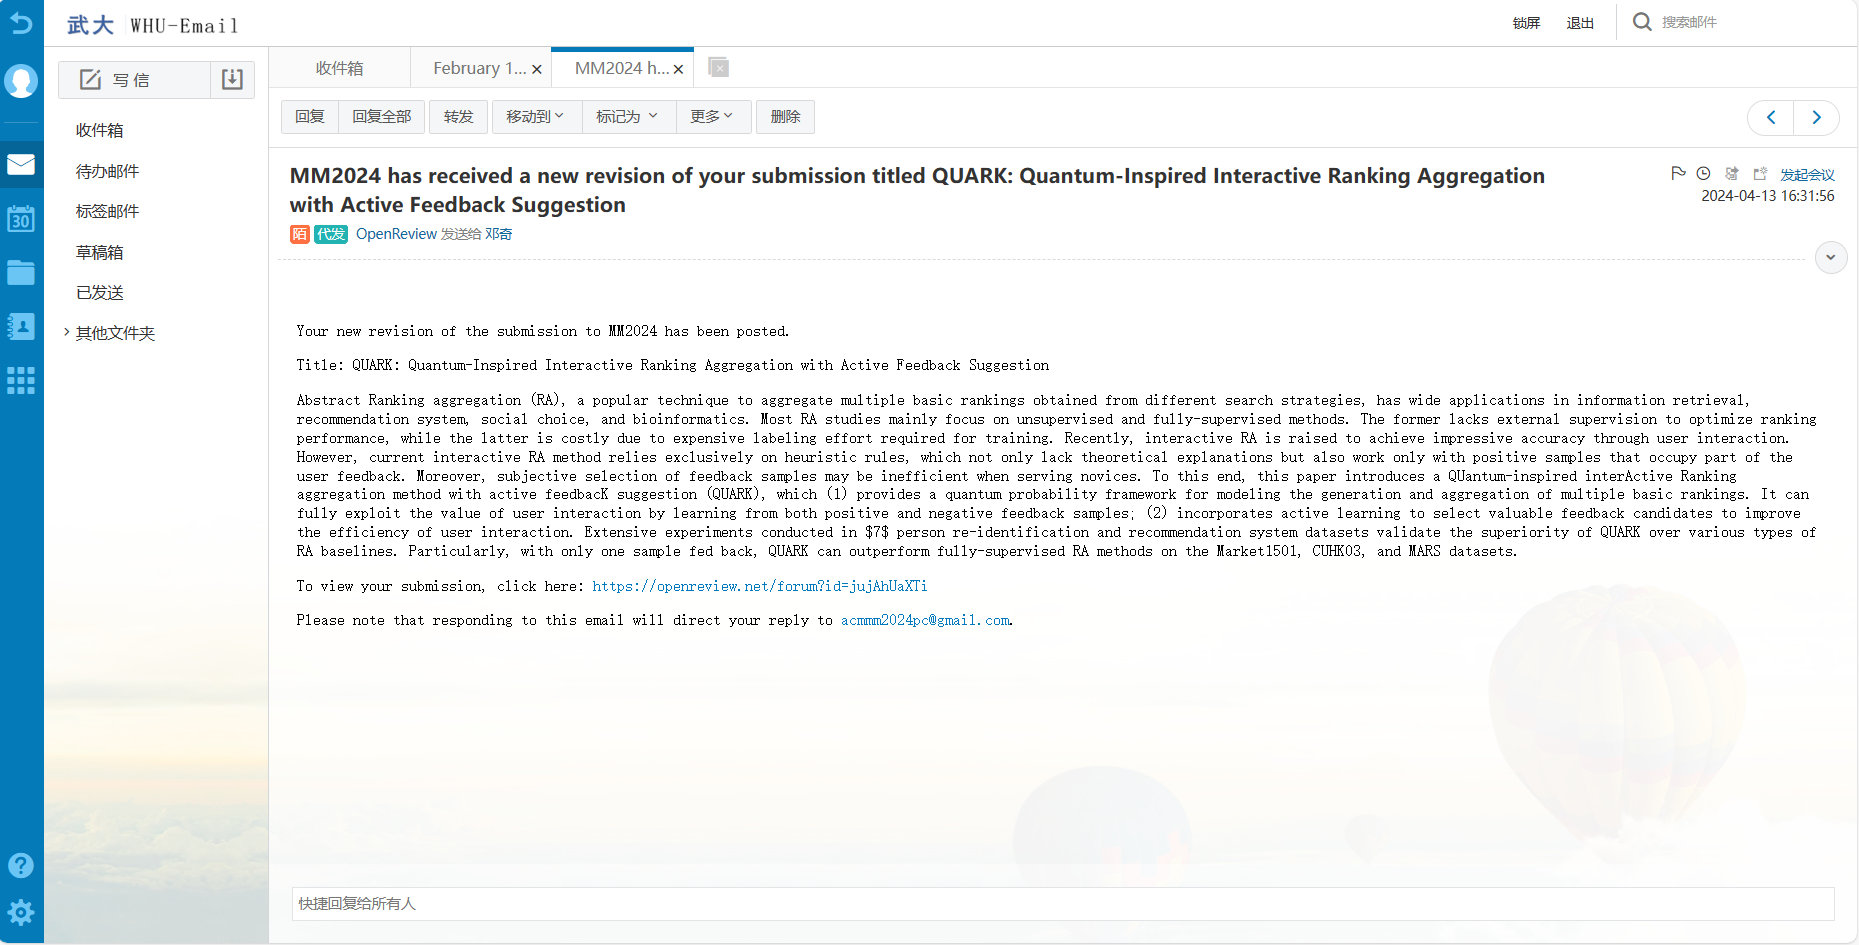 武大 WHU-Email
锁屏 退出 搜索邮件
写 信
收件箱
待办邮件
标签邮件
草稿箱
已发送
其他文件夹
30
收件箱 February 1... MM2024 h...
回复 回复全部 转发 移动到 标记为 更多 删除
MM2024 has received a new revision of your submission titled QUARK: Quantum-Inspired Interactive Ranking Aggregation
with Active Feedback Suggestion
发起会议
2024-04-13 16:31:56
陌 代发 OpenReview 发送给 邓奇
Your new revision of the submission to MM2024 has been posted.
Title: QUARK: Quantum-Inspired Interactive Ranking Aggregation with Active Feedback Suggestion
Abstract Ranking aggregation (RA), a popular technique to aggregate multiple basic rankings obtained from different search strategies, has wide applications in information retrieval,
recommendation system, social choice, and bioinformatics. Most RA studies mainly focus on unsupervised and fully-supervised methods. The former lacks external supervision to optimize ranking
performance, while the latter is costly due to expensive labeling effort required for training. Recently, interactive RA is raised to achieve impressive accuracy through user interaction.
However, current interactive RA method relies exclusively on heuristic rules, which not only lack theoretical explanations but also work only with positive samples that occupy part of the
user feedback. Moreover, subjective selection of feedback samples may be inefficient when serving novices. To this end, this paper introduces a QUantum-inspired interActive Ranking
aggregation method with active feedbacK suggestion (QUARK), which (1) provides a quantum probability framework for modeling the generation and aggregation of multiple basic rankings. It can
fully exploit the value of user interaction by learning from both positive and negative feedback samples; (2) incorporates active learning to select valuable feedback candidates to improve
the efficiency of user interaction. Extensive experiments conducted in $7$ person re-identification and recommendation system datasets validate the superiority of QUARK over various types of
RA baselines. Particularly, with only one sample fed back, QUARK can outperform fully-supervised RA methods on the Market1501, CUHK03, and MARS datasets.
To view your submission, click here: https://openreview.net/forum?id=jujAhUaXTi
Please note that responding to this email will direct your reply to acmmm2024pc@gmail.com.
快捷回复给所有人